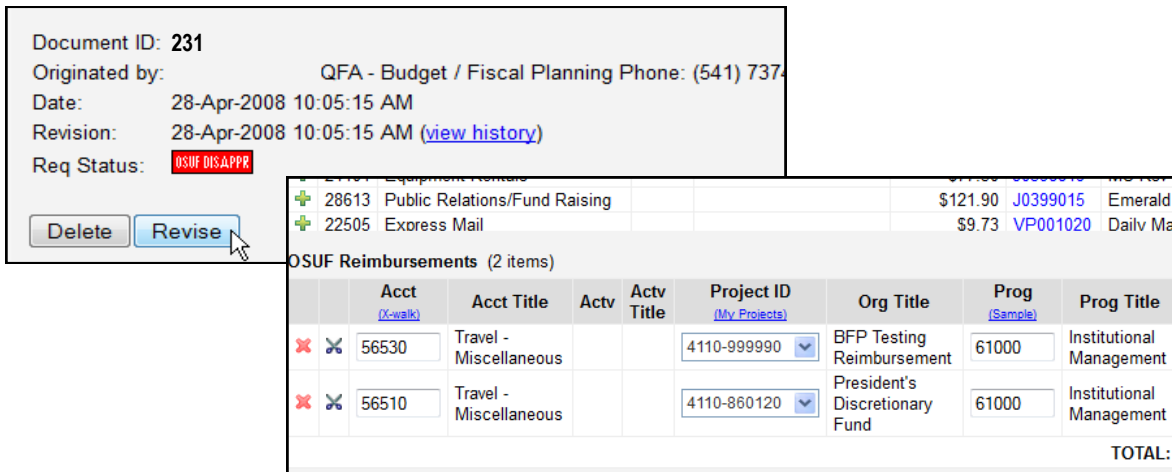 Document ID: 231
Originated by: QFA - Budget / Fiscal Planning Phone: (541) 737
Date: 28-Apr-2008 10:05:15 AM
Revision: 28-Apr-2008 10:05:15 AM (view history)
Req Status: OSUF DISAPPR
Delete Revise
28613 Public Relations/Fund Raising $121.90 J0399015 Emerald
22505 Express Mail $9.73 VP001020 Daily Ma
OSUF Reimbursements (2 items)
Acct (X-walk) Acct Title Actv Actv Title Project ID (My Projects) Org Title Prog (Sample) Prog Title
56530 Travel - Miscellaneous 4110-999990 BFP Testing Reimbursement 61000 Institutional Management
56510 Travel - Miscellaneous 4110-860120 President's Discretionary Fund 61000 Institutional Management
TOTAL: